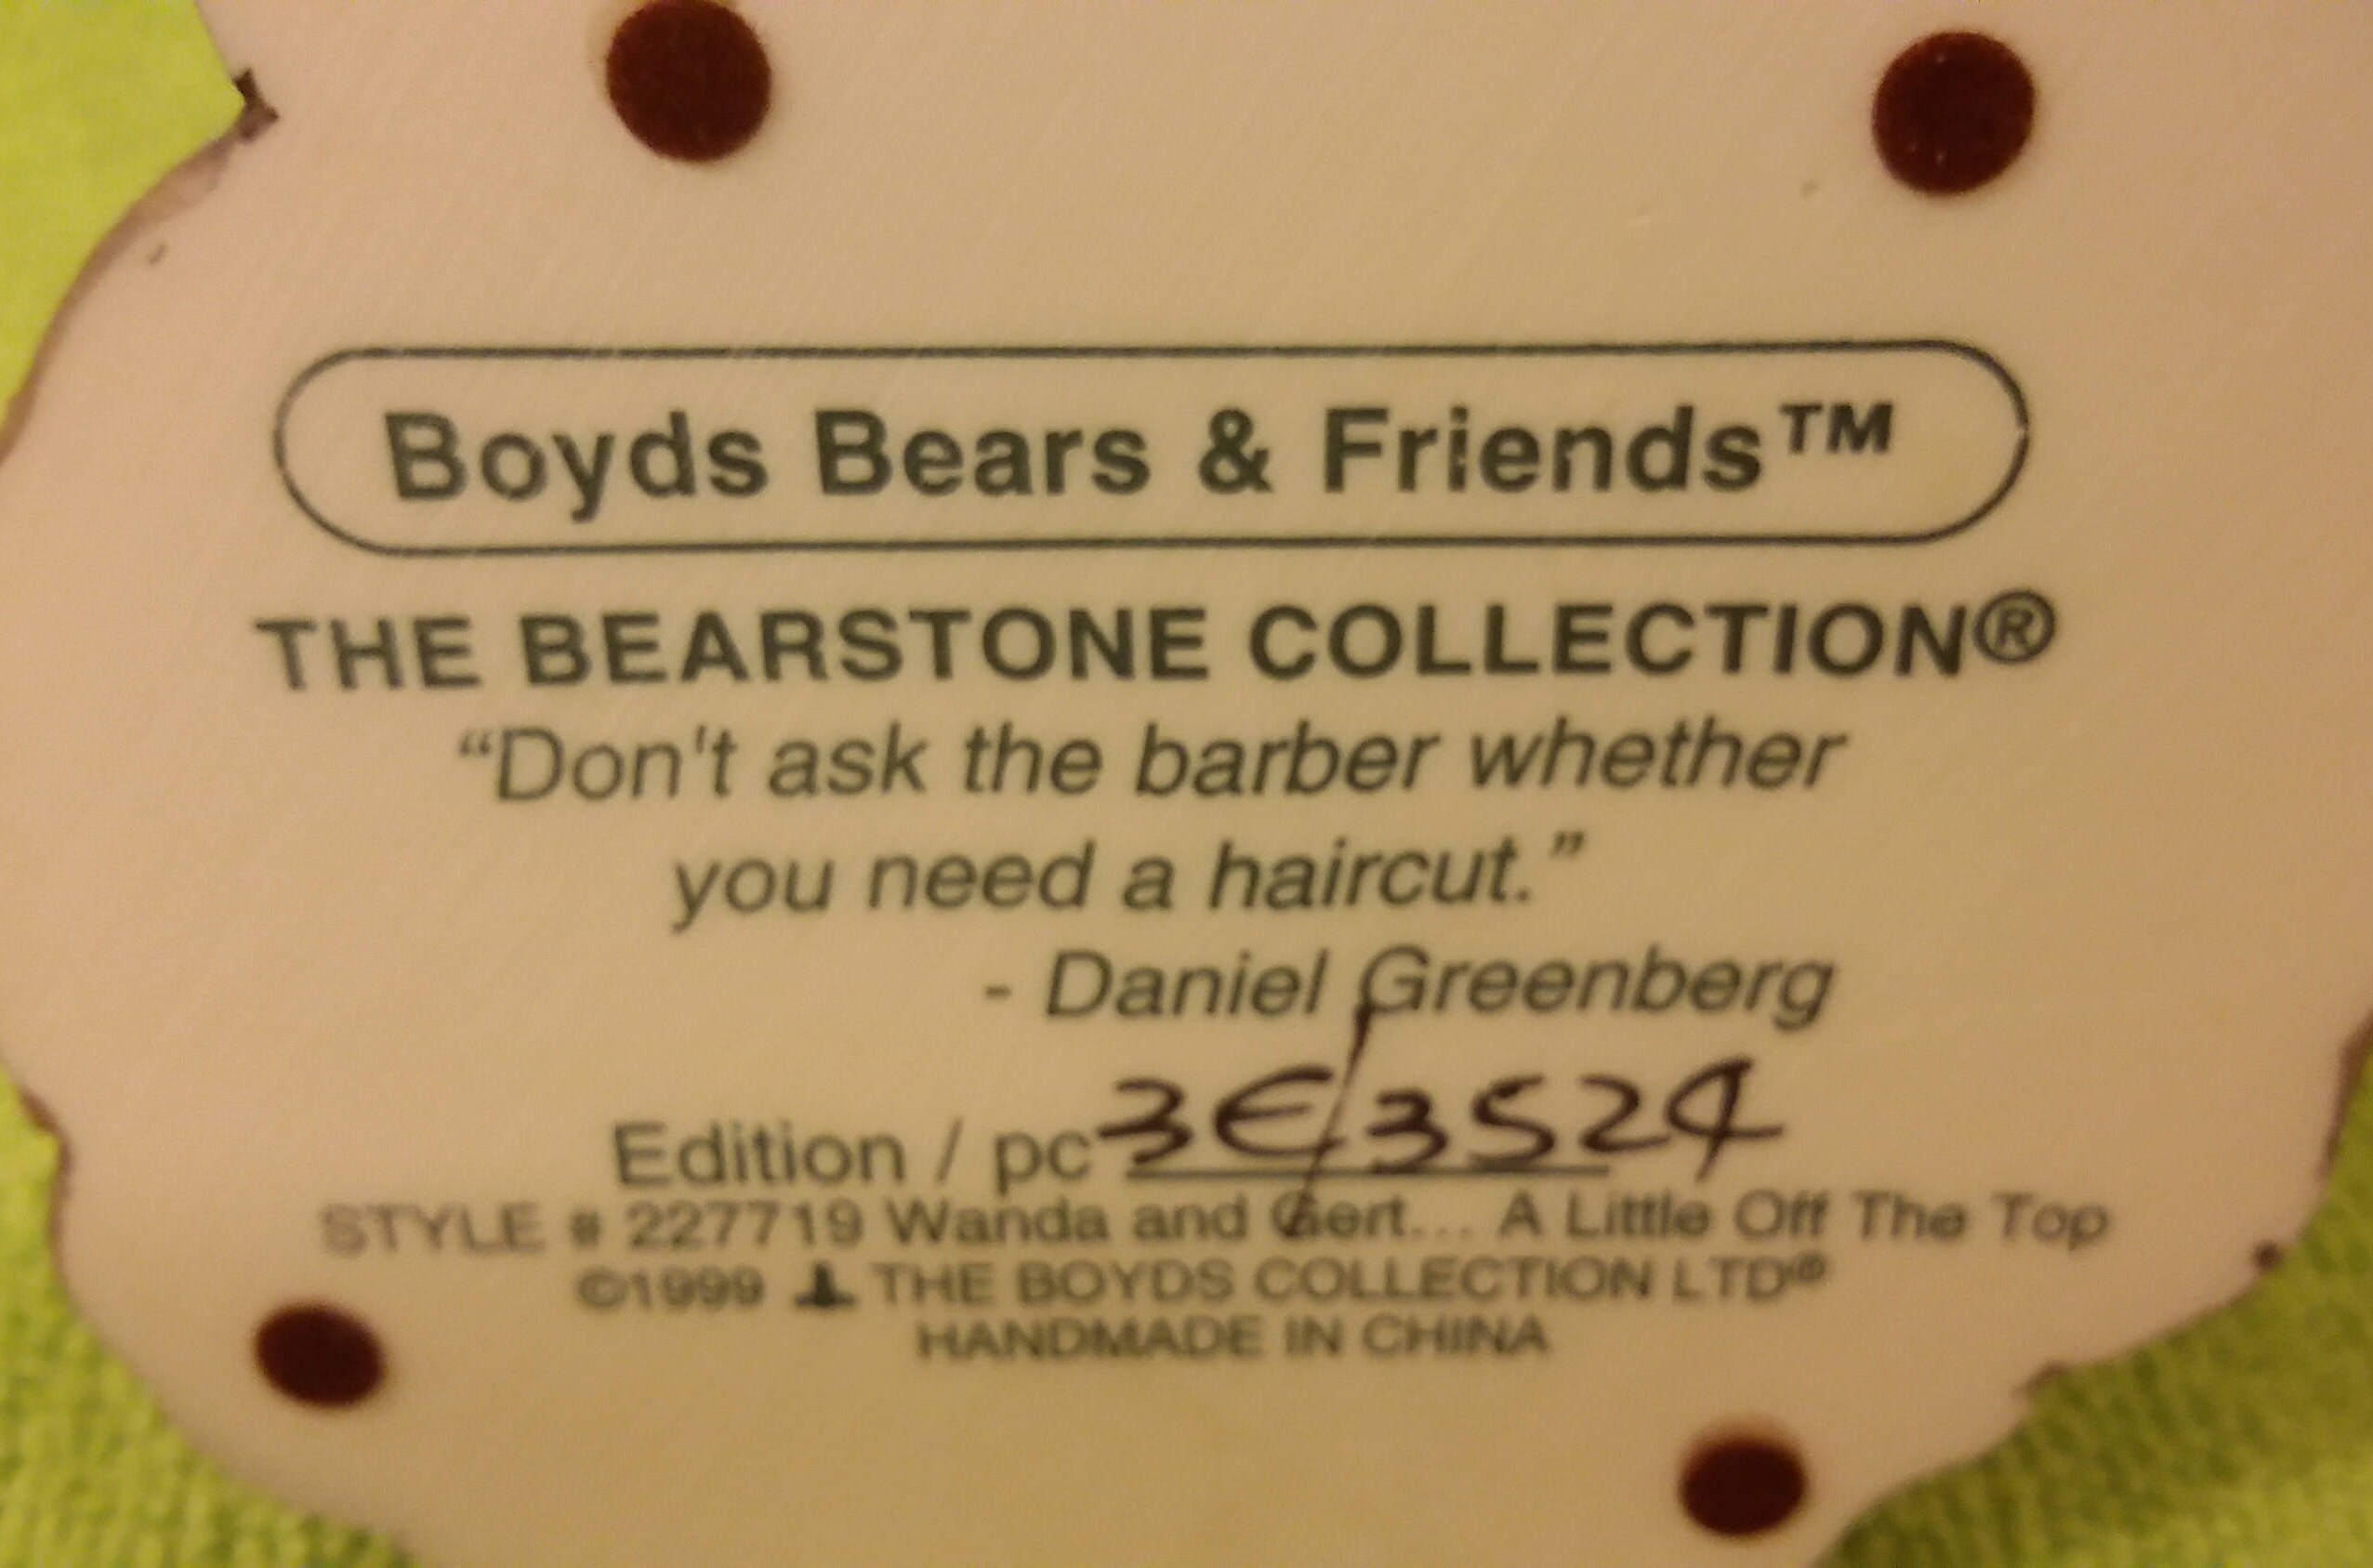 Boyds Bears & Friends™
THE BEARSTONE COLLECTION®
“Don't ask the barber whether
you need a haircut.”
- Daniel Greenberg
Edition / pc 3E/3524
STYLE # 227719 Wanda and Gert... A Little Off The Top
©1999 THE BOYDS COLLECTION LTD®
HANDMADE IN CHINA